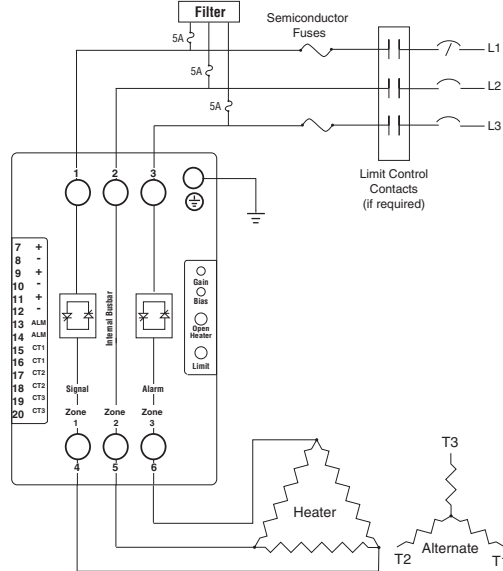 Filter
Semiconductor
Fuses
5A
5A
5A
L1
L2
L3
Limit Control
Contacts
(if required)
1
2
3
7 +
8 -
9 +
10 -
11 +
12 -
13 ALM
14 ALM
15 CT1
16 CT1
17 CT2
18 CT2
19 CT3
20 CT3
Internal Busbar
Gain
Bias
Open
Heater
Limit
Signal
Alarm
Zone
1
Zone
2
Zone
3
4
5
6
Heater
T3
T2
Alternate